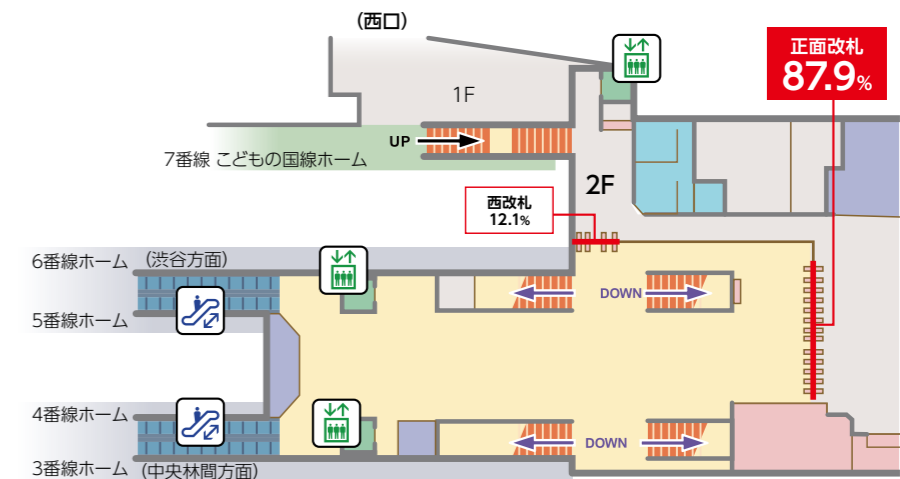 (西口)
正面改札
87.9%
1F
UP
7番線 こどもの国線ホーム
2F
西改札
12.1%
6番線ホーム (渋谷方面)
DOWN
5番線ホーム
4番線ホーム
DOWN
3番線ホーム (中央林間方面)